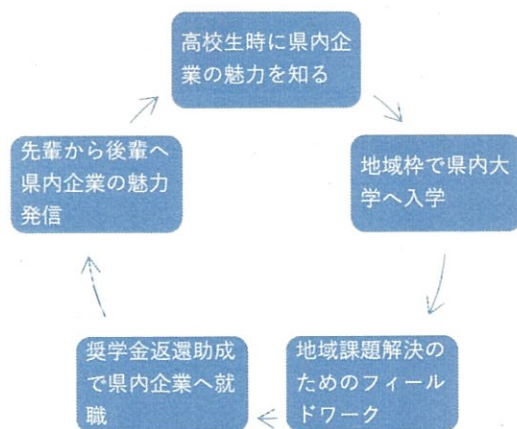 高校生時に県内企
業の魅力を知る
地域枠で県内大
学へ入学
地域課題解決の
ためのフィール
ドワーク
奨学金返還助成
で県内企業へ就
職
先輩から後輩へ
県内企業の魅力
発信